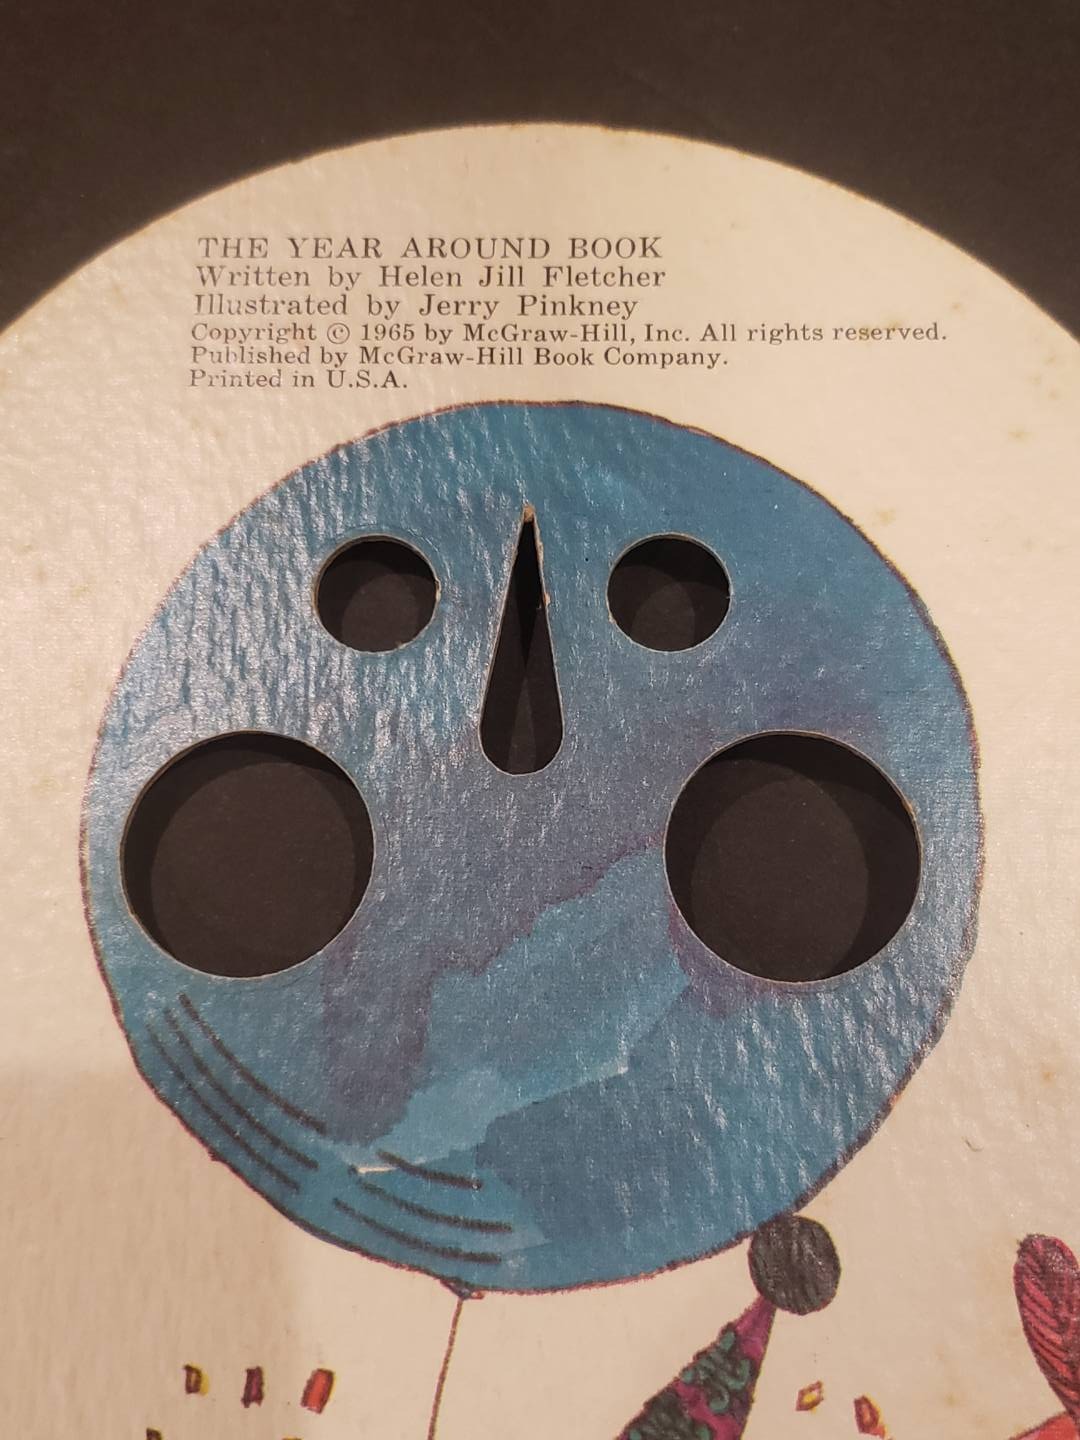 THE YEAR AROUND BOOK
Written by Helen Jill Fletcher
Illustrated by Jerry Pinkney
Copyright © 1965 by McGraw-Hill, Inc. All rights reserved.
Published by McGraw-Hill Book Company.
Printed in U.S.A.